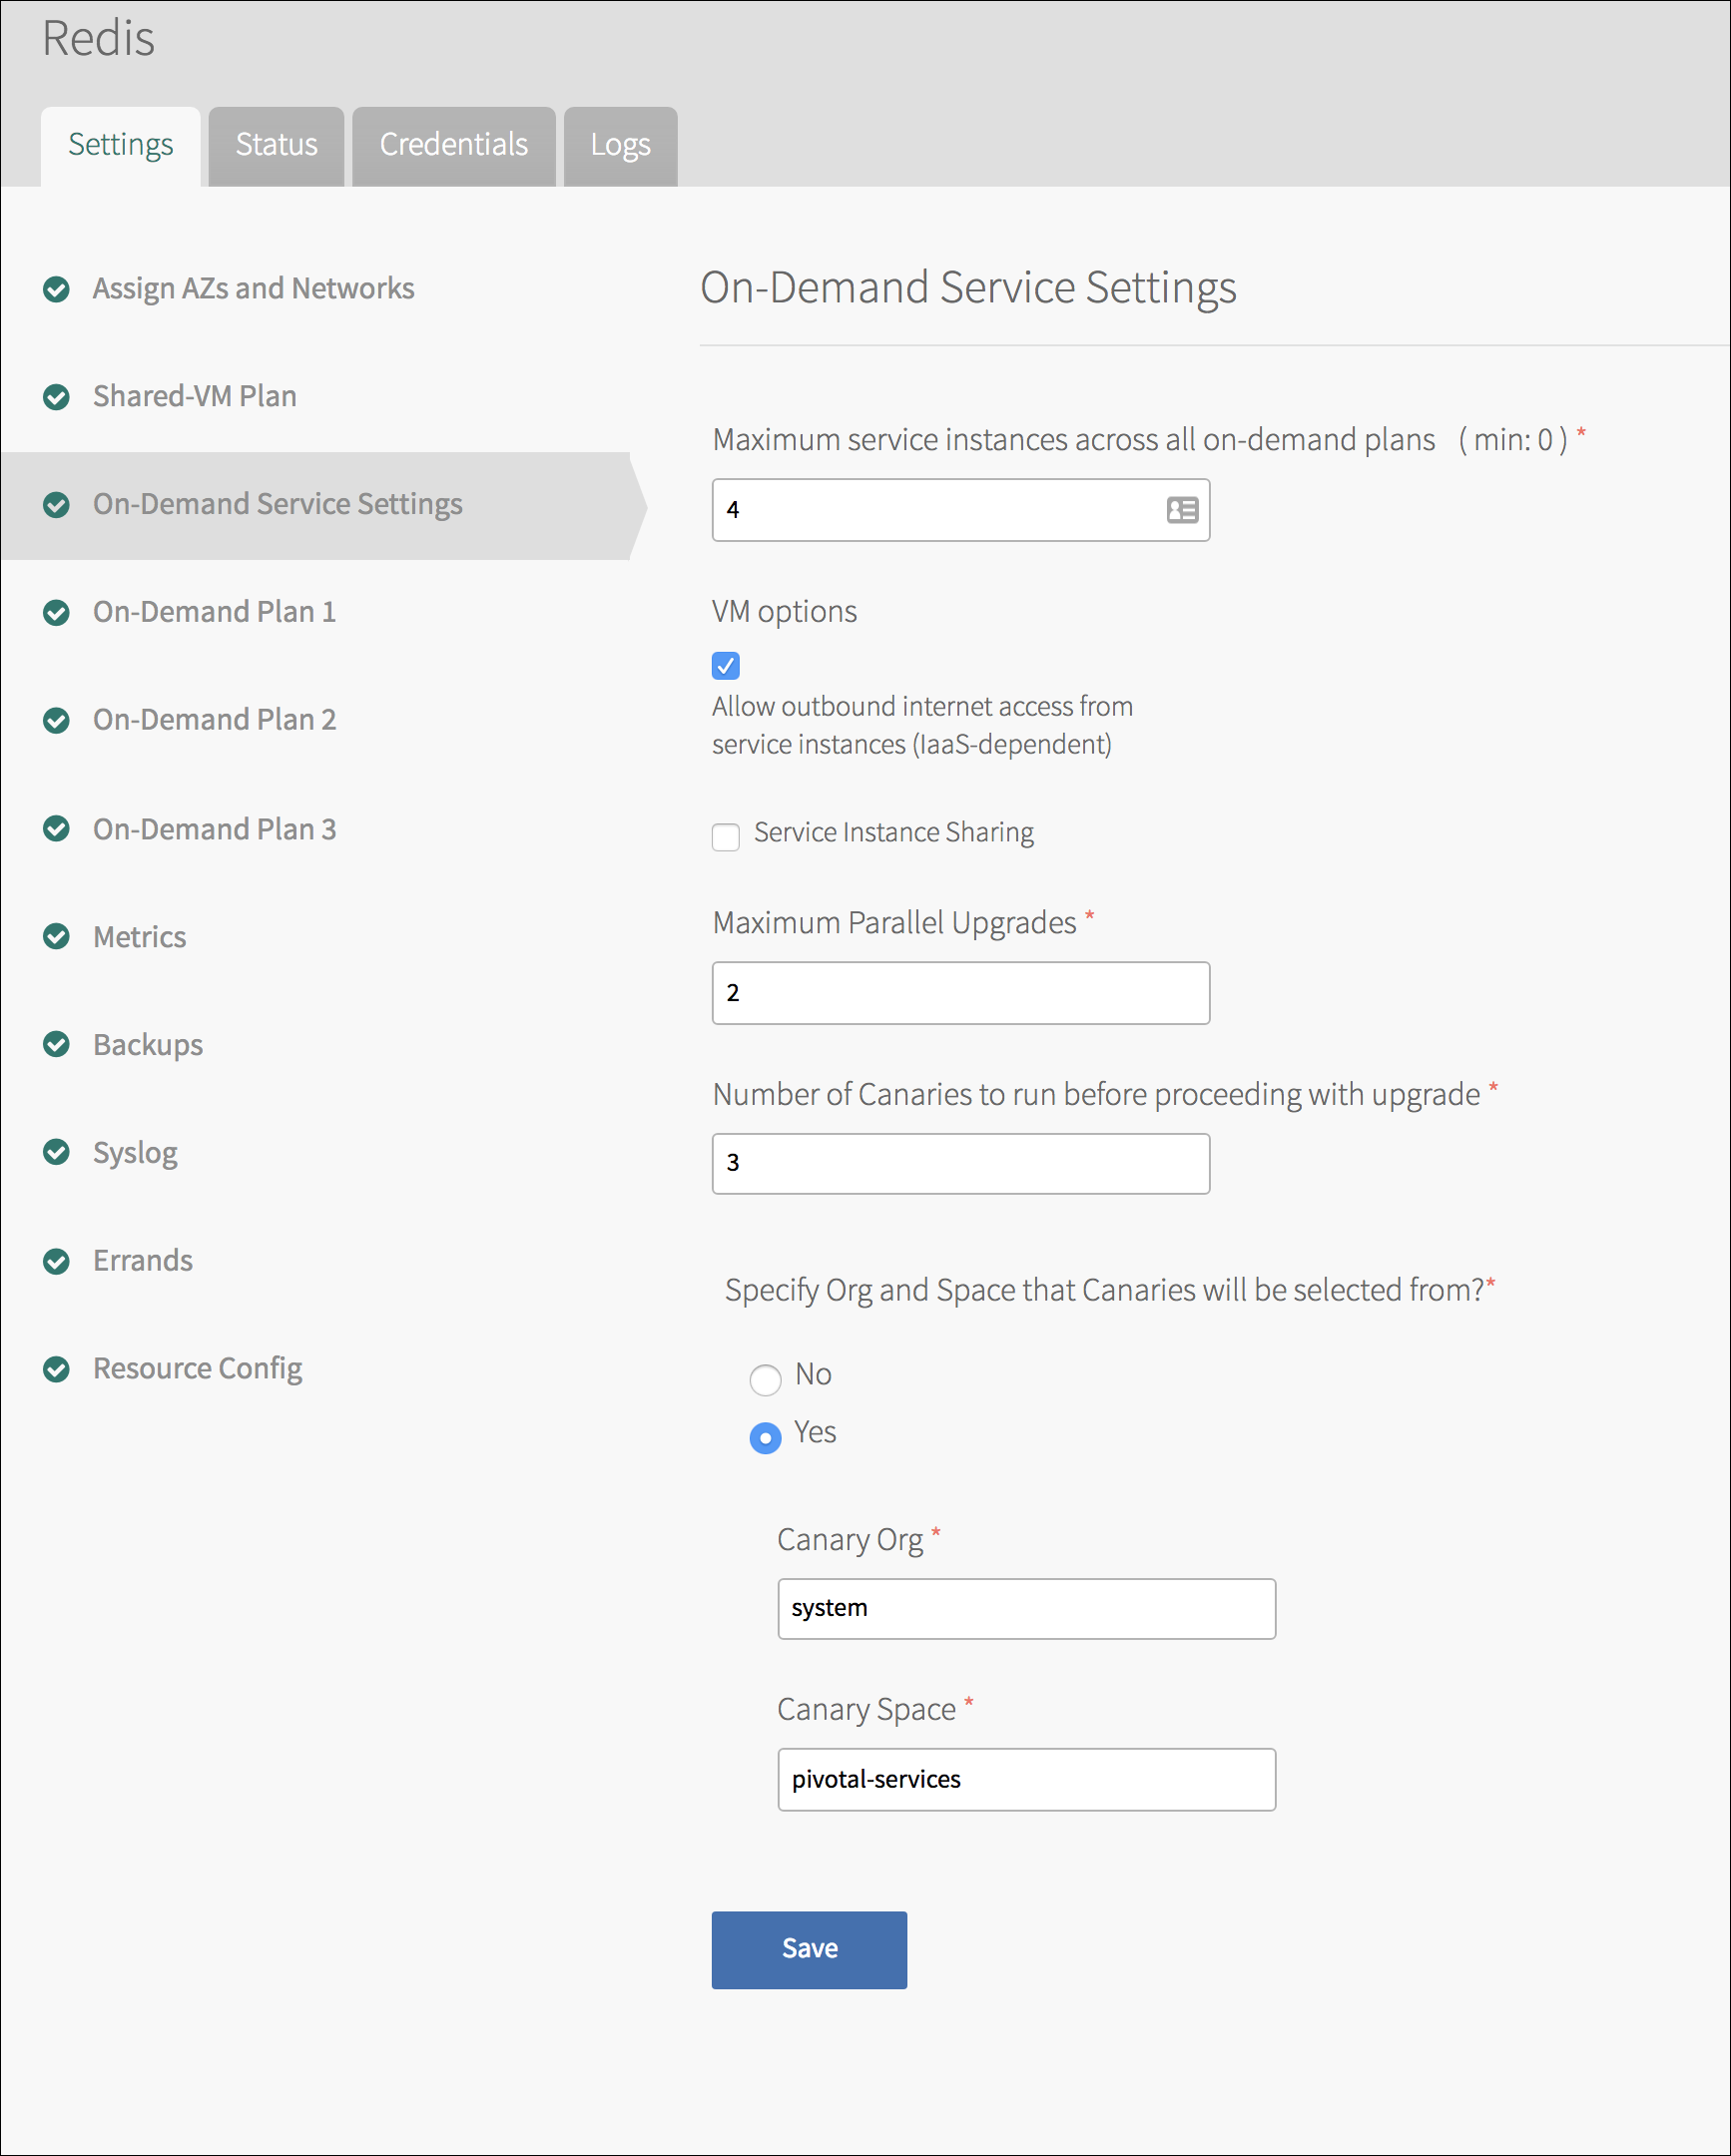 Redis
Settings
Status
Credentials
Logs
Assign AZs and Networks
Shared-VM Plan
On-Demand Service Settings
On-Demand Plan 1
On-Demand Plan 2
On-Demand Plan 3
Metrics
Backups
Syslog
Errands
Resource Config
On-Demand Service Settings
Maximum service instances across all on-demand plans ( min: 0 ) *
4
VM options
Allow outbound internet access from
service instances (IaaS-dependent)
Service Instance Sharing
Maximum Parallel Upgrades *
2
Number of Canaries to run before proceeding with upgrade *
3
Specify Org and Space that Canaries will be selected from?*
No
Yes
Canary Org *
system
Canary Space *
pivotal-services
Save